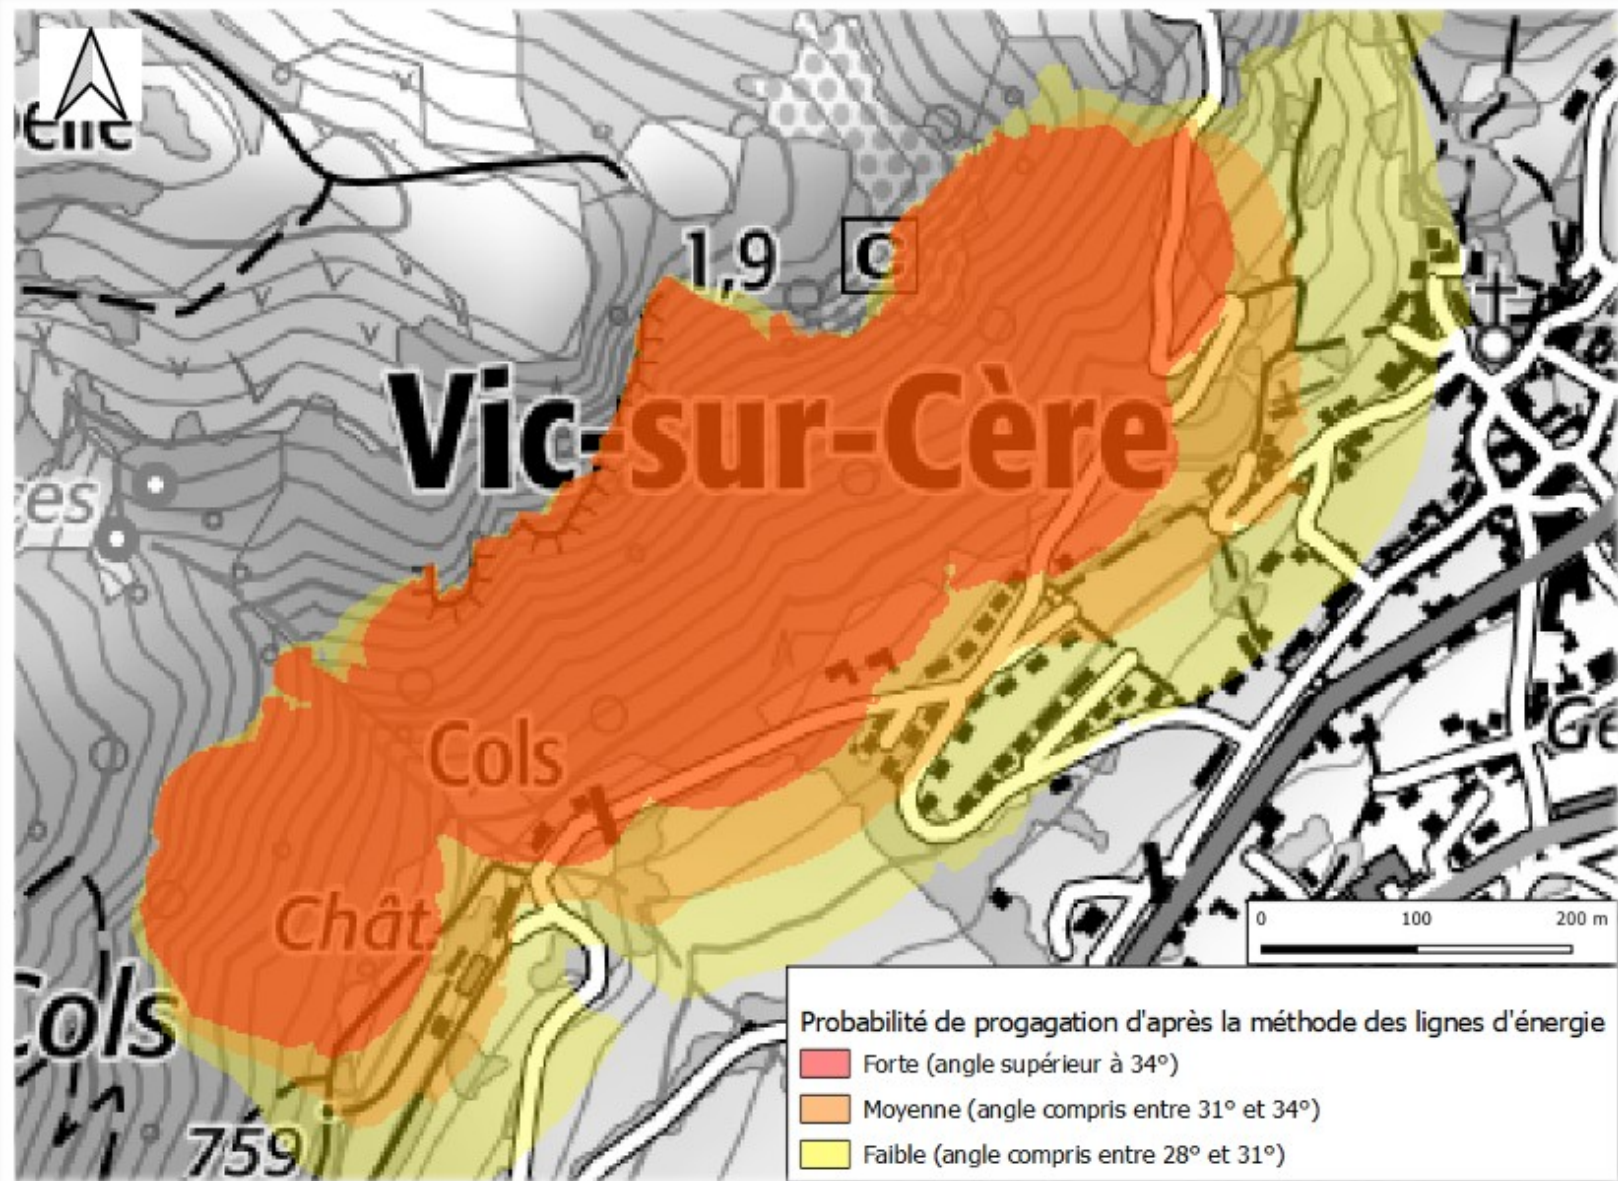 1,9
C
Vic-sur-Cère
Cols
Chât.
Cols
759
0 100 200 m
Probabilité de progagation d'après la méthode des lignes d'énergie
Forte (angle supérieur à 34°)
Moyenne (angle compris entre 31° et 34°)
Faible (angle compris entre 28° et 31°)